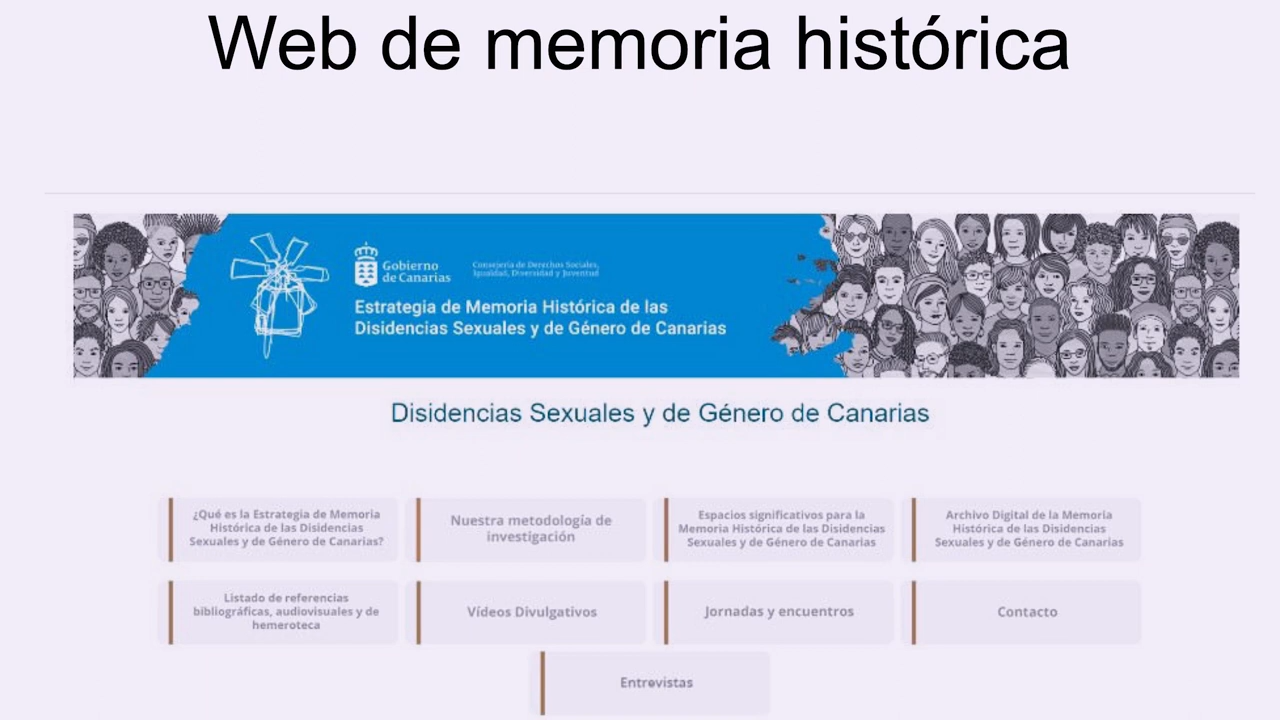 Web de memoria histórica
Gobierno
de Canarias
Consejería de Derechos Sociales,
Igualdad, Diversidad y Juventud
Estrategia de Memoria Histórica de las
Disidencias Sexuales y de Género de Canarias
Disidencias Sexuales y de Género de Canarias
¿Qué es la Estrategia de Memoria
Histórica de las Disidencias
Sexuales y de Género de Canarias?
Nuestra metodología de
investigación
Espacios significativos para la
Memoria Histórica de las Disidencias
Sexuales y de Género de Canarias
Archivo Digital de la Memoria
Histórica de las Disidencias
Sexuales y de Género de Canarias
Listado de referencias
bibliográficas, audiovisuales y de
hemeroteca
Vídeos Divulgativos
Jornadas y encuentros
Contacto
Entrevistas